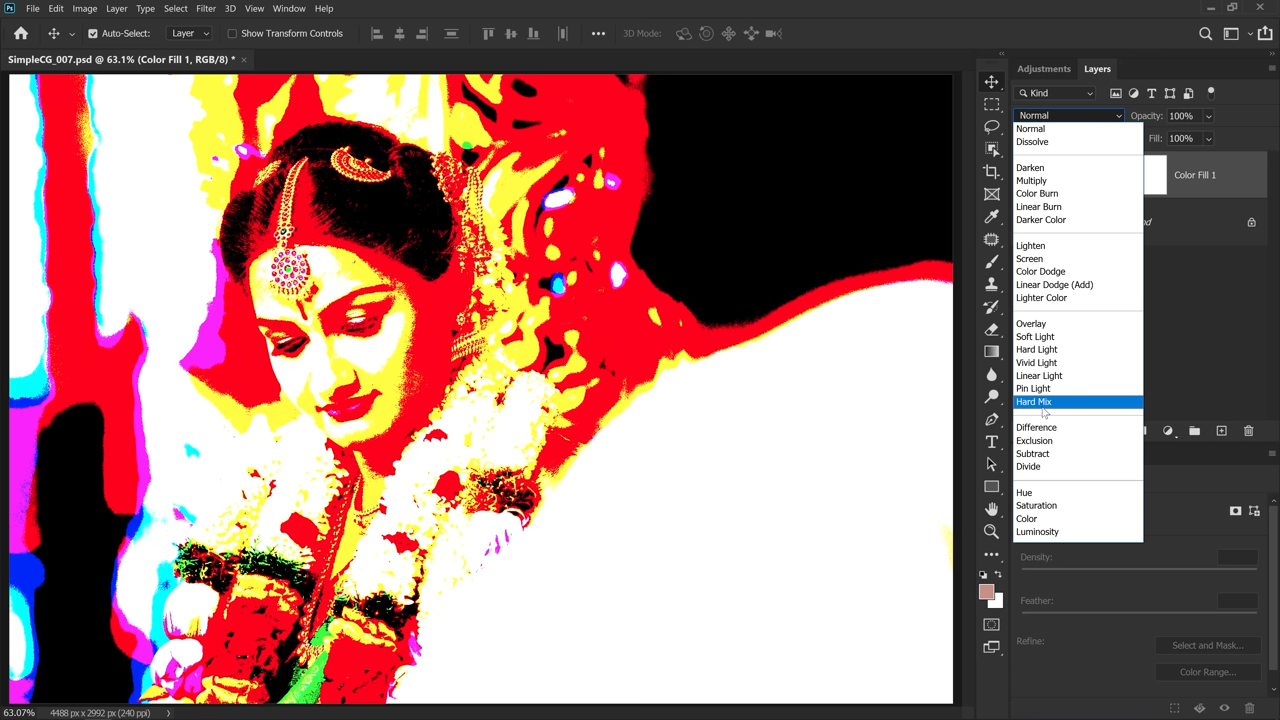 Ps File Edit Image Layer Type Select Filter 3D View Window Help
Auto-Select: Layer Show Transform Controls 3D Mode:
SimpleCG_007.psd @ 63.1% (Color Fill 1, RGB/8) *
Adjustments Layers
Kind
Normal Opacity: 100%
Normal
Fill: 100%
Dissolve
Darken
Multiply
Color Fill 1
Color Burn
Linear Burn
Darker Color
nd
Lighten
Screen
Color Dodge
Linear Dodge (Add)
Lighter Color
Overlay
Soft Light
Hard Light
Vivid Light
Linear Light
Pin Light
Hard Mix
Difference
Exclusion
Subtract
Divide
Hue
Saturation
Color
Luminosity
Density:
Feather:
Refine: Select and Mask...
Color Range...
63.07% 4488 px x 2992 px (240 ppi)